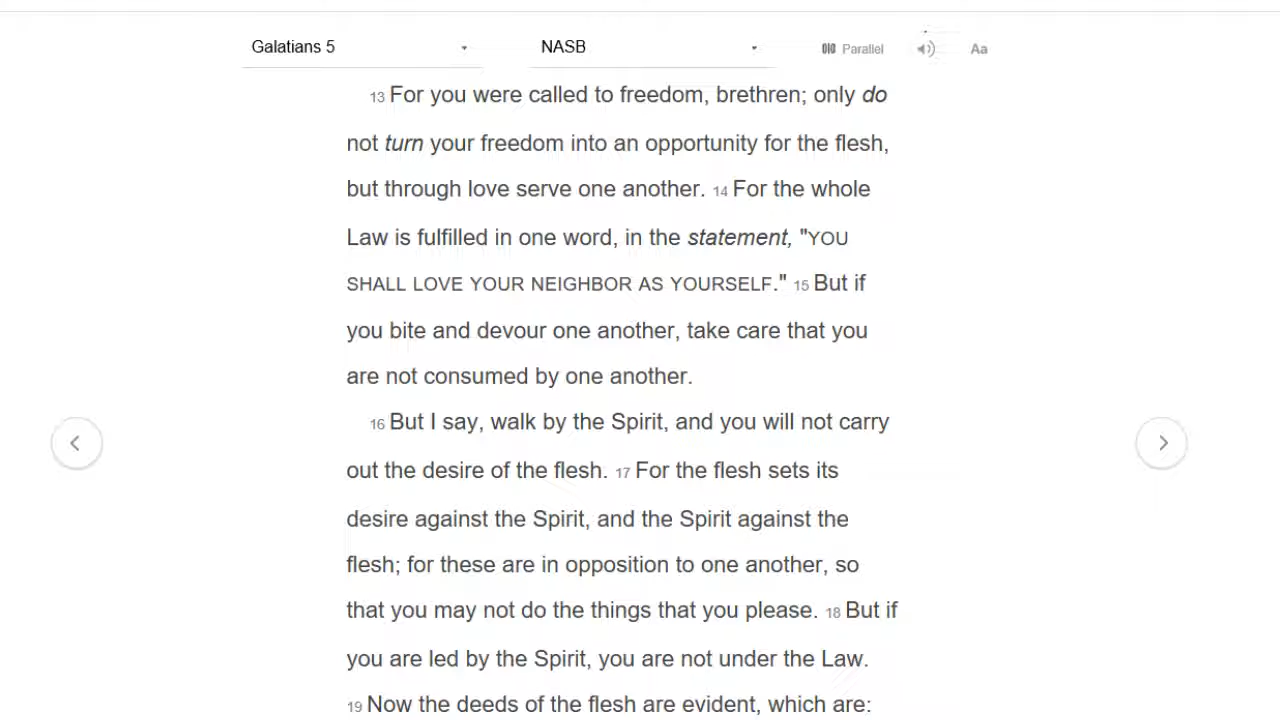 Galatians 5 NASB Parallel Aa
13 For you were called to freedom, brethren; only do
not turn your freedom into an opportunity for the flesh,
but through love serve one another. 14 For the whole
Law is fulfilled in one word, in the statement, "YOU
SHALL LOVE YOUR NEIGHBOR AS YOURSELF." 15 But if
you bite and devour one another, take care that you
are not consumed by one another.
16 But I say, walk by the Spirit, and you will not carry
out the desire of the flesh. 17 For the flesh sets its
desire against the Spirit, and the Spirit against the
flesh; for these are in opposition to one another, so
that you may not do the things that you please. 18 But if
you are led by the Spirit, you are not under the Law.
19 Now the deeds of the flesh are evident, which are: